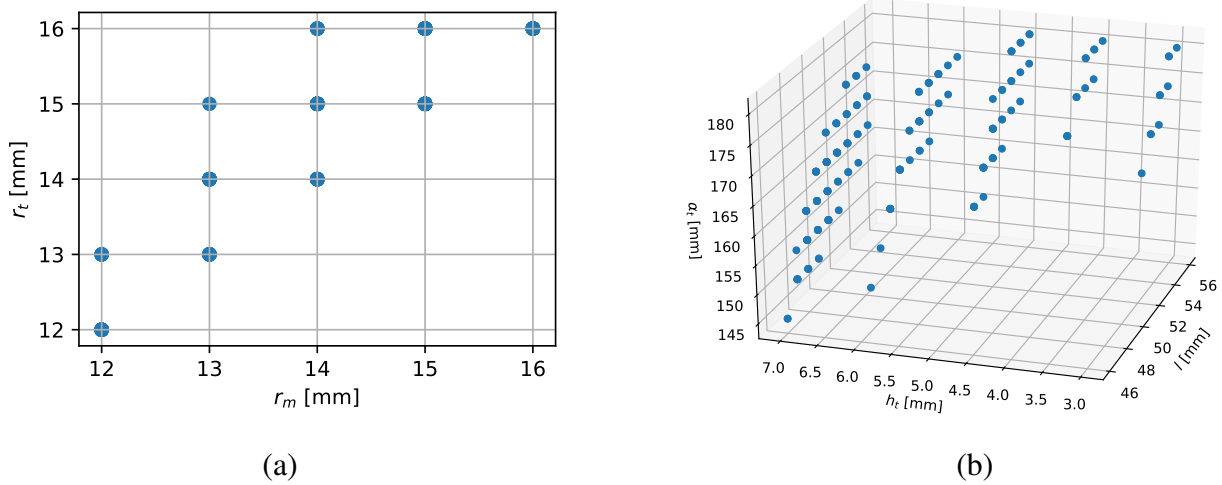 16
15
14
13
12
r_t [mm]
12 13 14 15 16
r_m [mm]
(a)
180
175
170
165
160
155
150
145
α_t [mm]
7.0 6.5 6.0 5.5 5.0 4.5 4.0 3.5 3.0
h_t [mm]
46 48 50 52 54 56
l [mm]
(b)